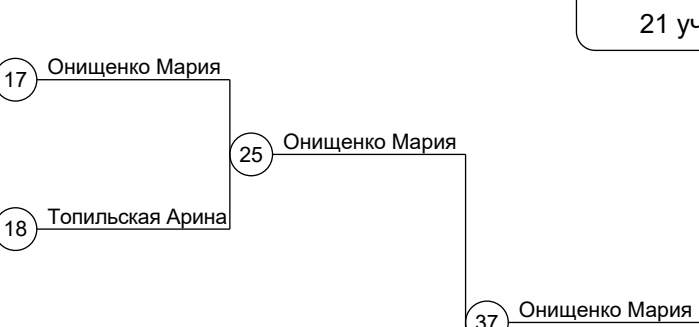 21 уч
17 Онищенко Мария
25 Онищенко Мария
18 Топильская Арина
37 Онищенко Мария